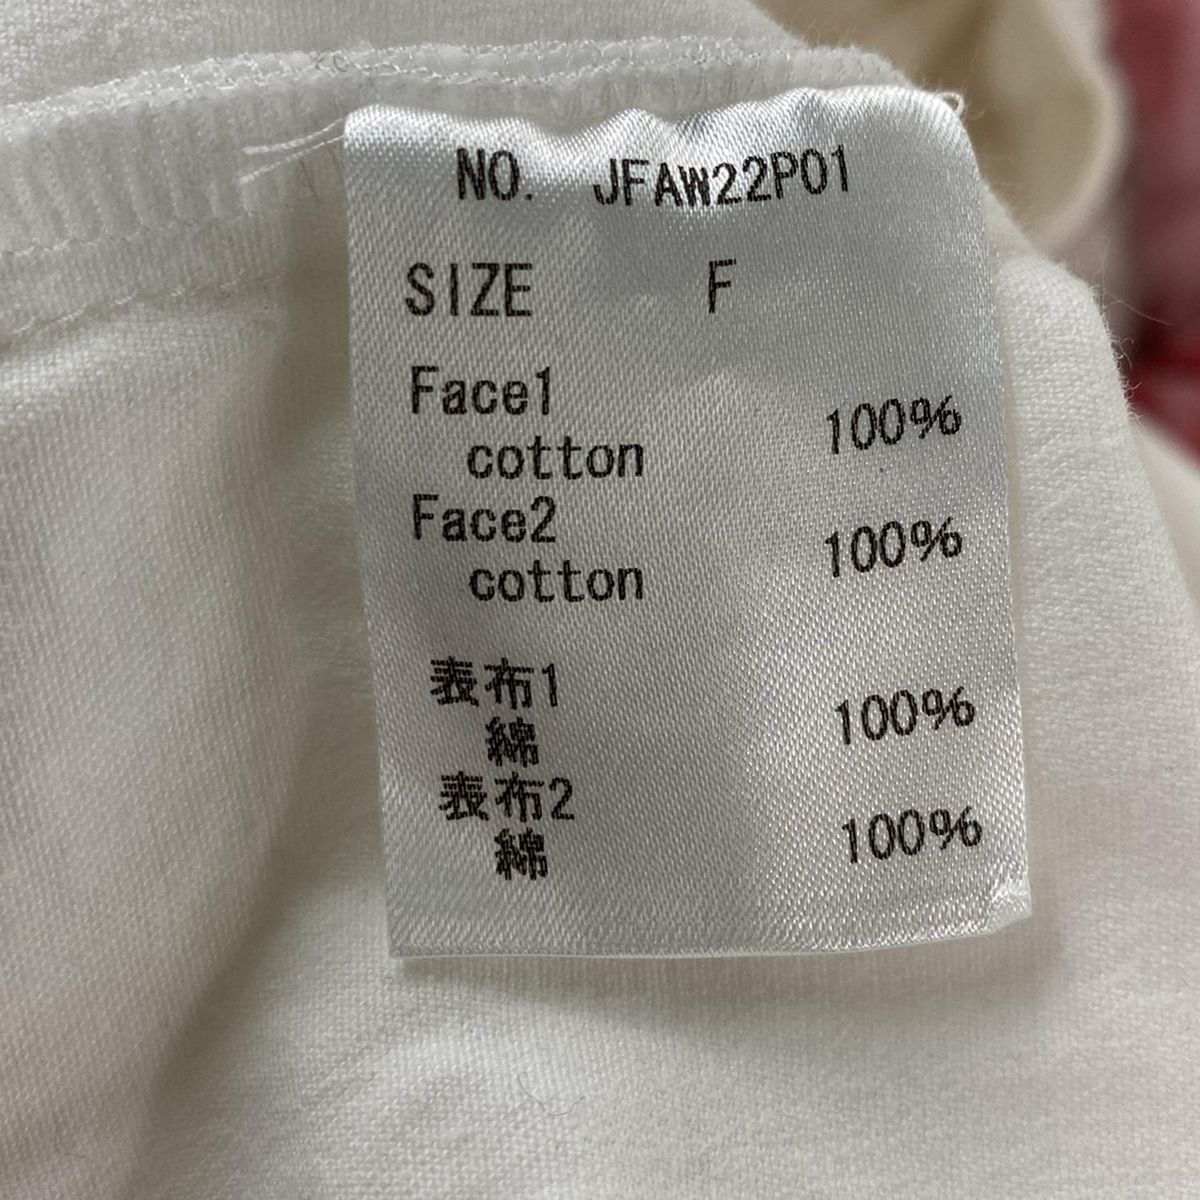 NO. JFAW22P01
SIZE F
Face1
cotton 100%
Face2
cotton 100%
表布1
綿 100%
表布2
綿 100%